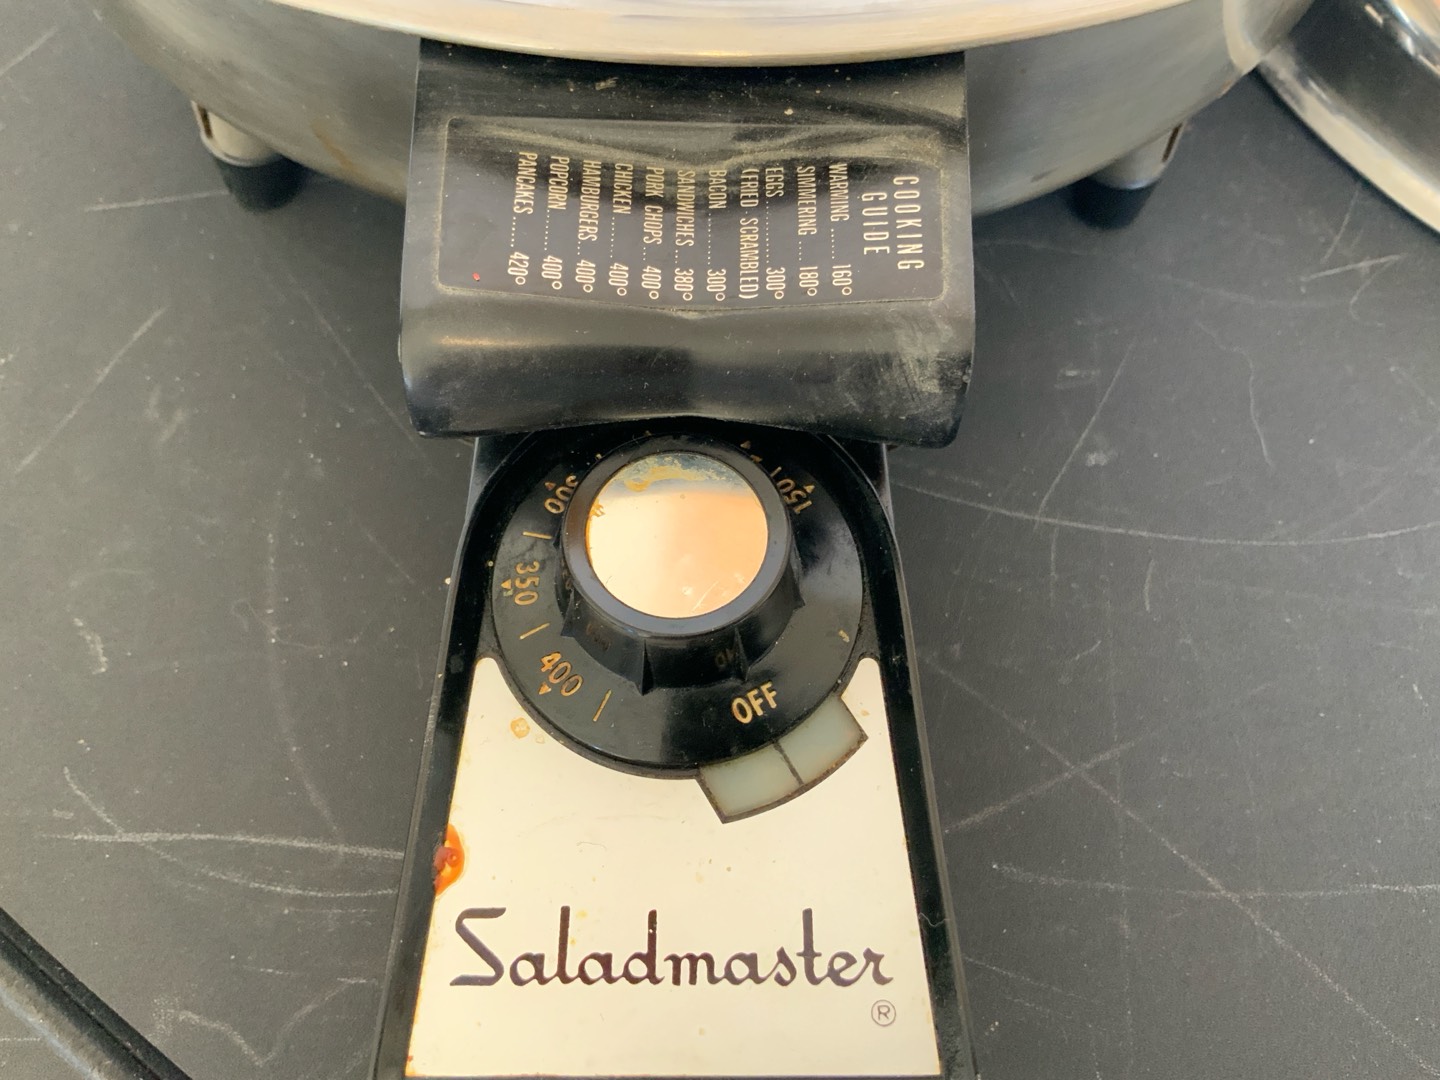 COOKING
GUIDE
WARMING ....... 160°
SIMMERING .... 180°
EGGS .......... 300°
(FRIED - SCRAMBLED)
BACON ......... 300°
SANDWICHES ... 380°
PORK CHOPS .. 400°
CHICKEN ....... 400°
HAMBURGERS .. 400°
POPCORN ....... 400°
PANCAKES ...... 420°
150
300
350
400
OFF
Saladmaster
®